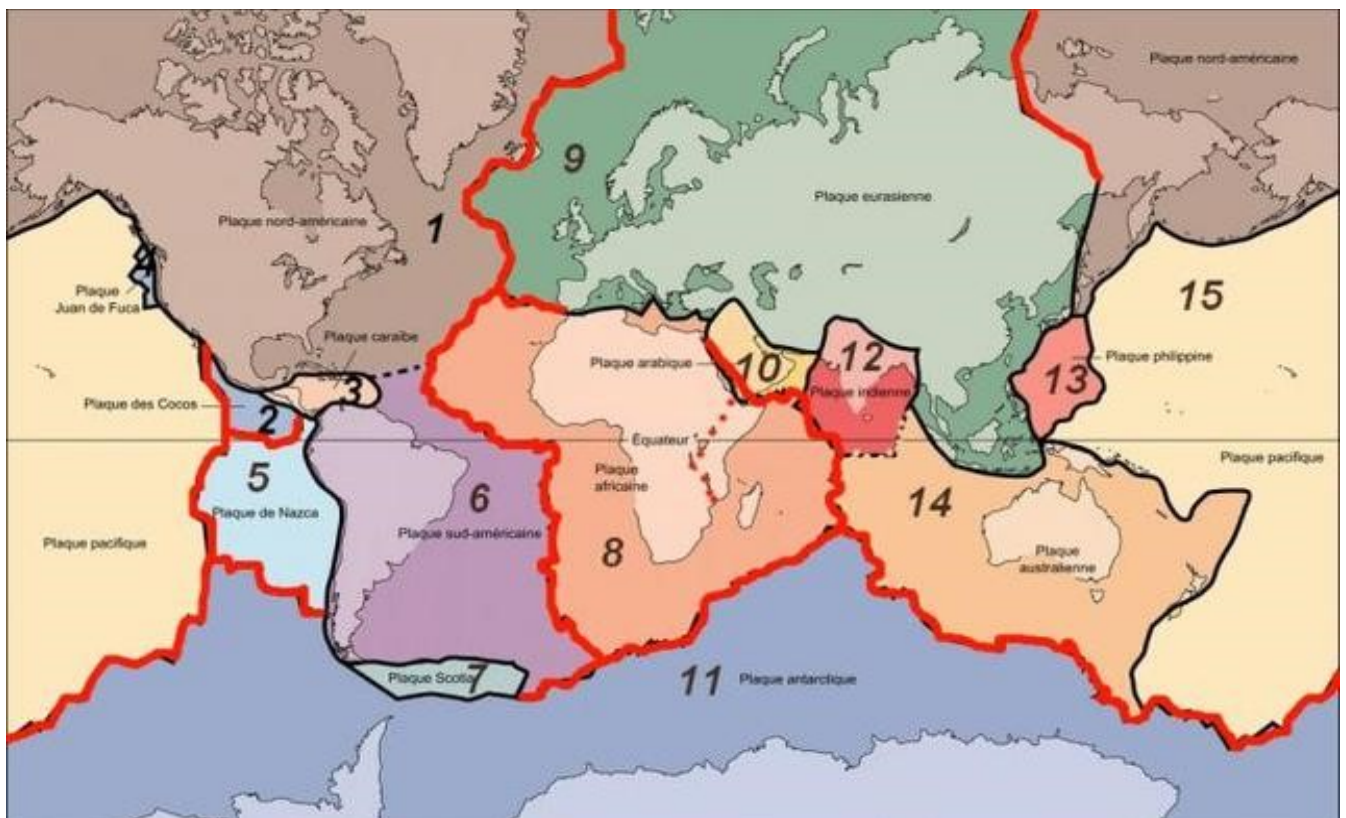 Plaque nord-américaine
9
Plaque eurasienne
Plaque nord-américaine
1
4
Plaque
Juan de Fuca
15
Plaque caraïbe
Plaque arabique
10
12
Plaque indienne
13
Plaque philippine
3
Plaque des Cocos
2
Équateur
Plaque pacifique
5
Plaque de Nazca
6
Plaque sud-américaine
Plaque
africaine
8
14
Plaque
australienne
Plaque pacifique
Plaque Scotia
7
11
Plaque antarctique